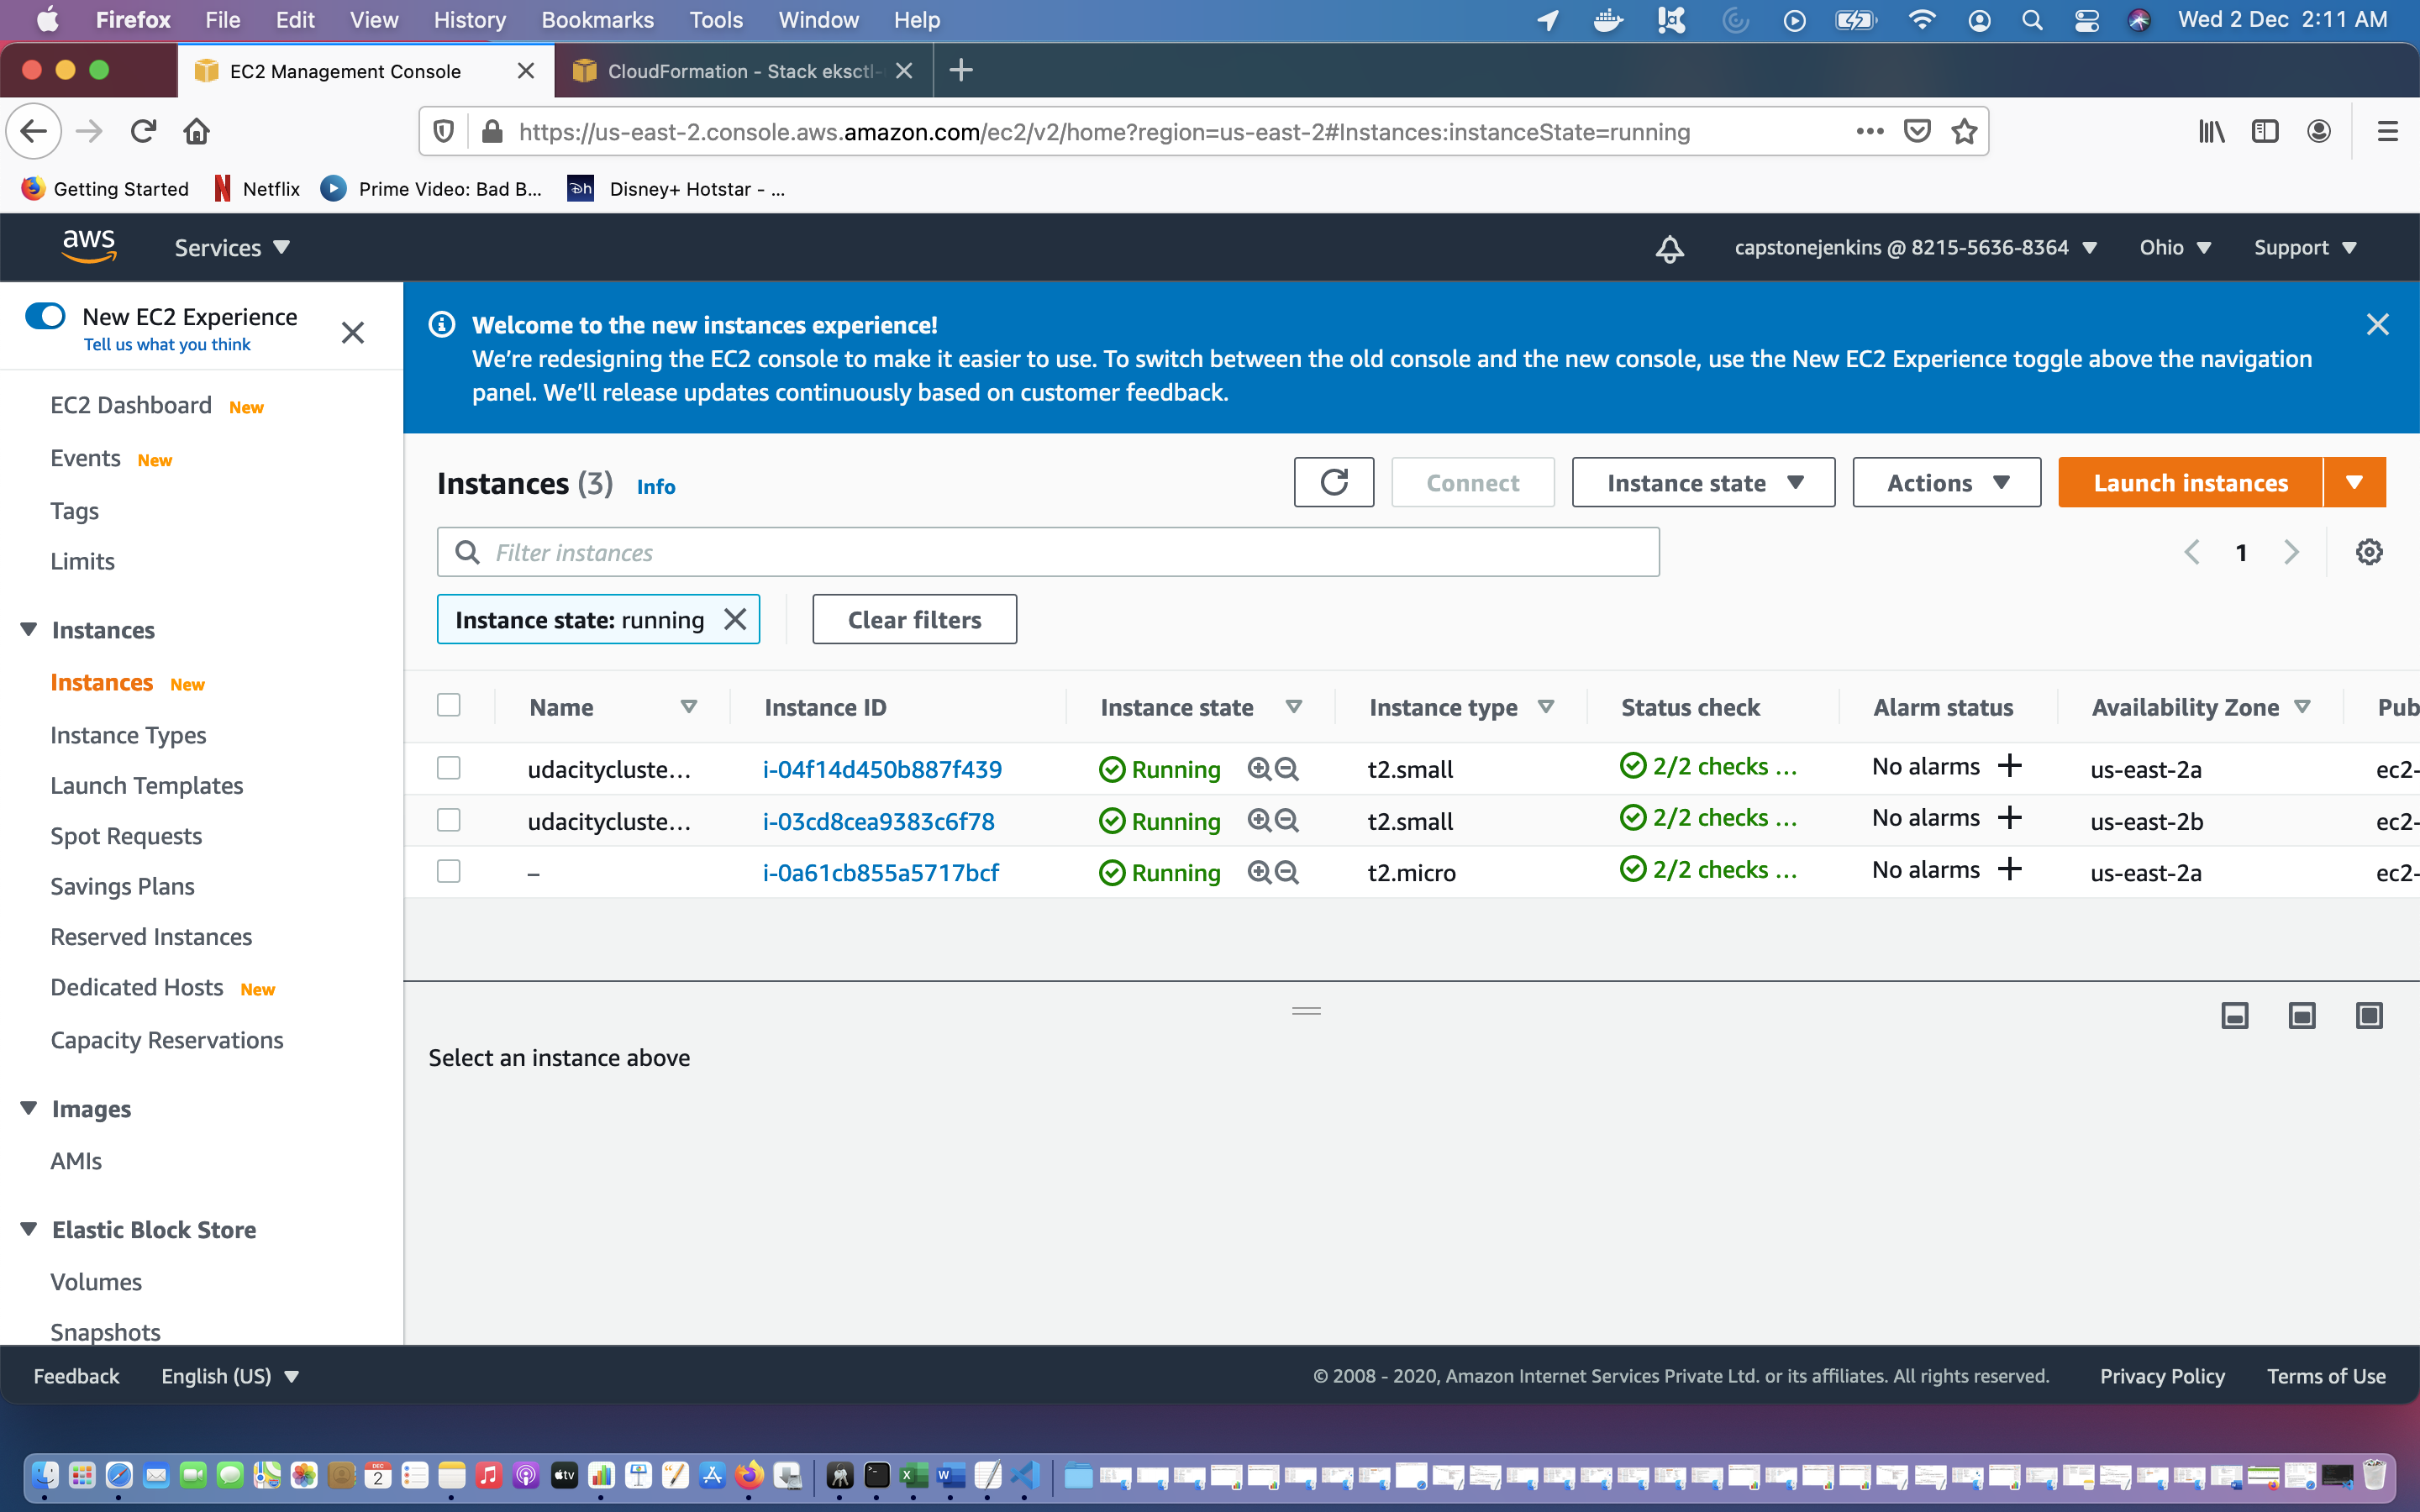 Firefox File Edit View History Bookmarks Tools Window Help Wed 2 Dec 2:11 AM
EC2 Management Console CloudFormation - Stack eksctl-
https://us-east-2.console.aws.amazon.com/ec2/v2/home?region=us-east-2#Instances:instanceState=running
Getting Started Netflix Prime Video: Bad B... Disney+ Hotstar - ...
aws Services capstonejenkins @ 8215-5636-8364 Ohio Support
New EC2 Experience
Tell us what you think
EC2 Dashboard New
Events New
Tags
Limits
Instances
Instances New
Instance Types
Launch Templates
Spot Requests
Savings Plans
Reserved Instances
Dedicated Hosts New
Capacity Reservations
Images
AMIs
Elastic Block Store
Volumes
Snapshots
Welcome to the new instances experience!
We're redesigning the EC2 console to make it easier to use. To switch between the old console and the new console, use the New EC2 Experience toggle above the navigation
panel. We'll release updates continuously based on customer feedback.
Instances (3) Info Connect Instance state Actions Launch instances
Filter instances 1
Instance state: running Clear filters
Name Instance ID Instance state Instance type Status check Alarm status Availability Zone Pub
udacitycluste... i-04f14d450b887f439 Running t2.small 2/2 checks ... No alarms + us-east-2a ec2-
udacitycluste... i-03cd8cea9383c6f78 Running t2.small 2/2 checks ... No alarms + us-east-2b ec2-
– i-0a61cb855a5717bcf Running t2.micro 2/2 checks ... No alarms + us-east-2a ec2-
Select an instance above
Feedback English (US) © 2008 - 2020, Amazon Internet Services Private Ltd. or its affiliates. All rights reserved. Privacy Policy Terms of Use
DEC
2
tv